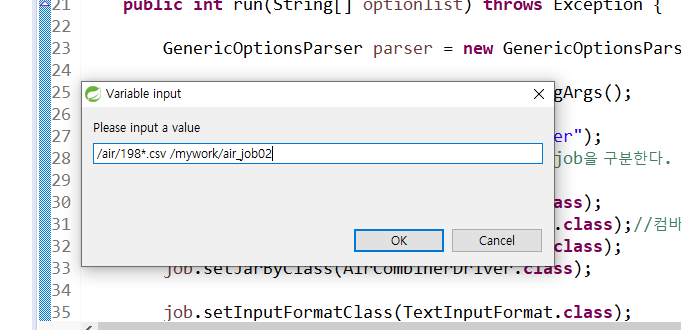 21 public int run(String[] optionlist) throws Exception {
22
23 GenericOptionsParser parser = new GenericOptionsPars
24
25 gArgs();
26
27 er");
28 job을 구분한다.
29
30 ass);
31 .class);//컴바
32 class);
33 job.setJarByClass(AirCombinerDriver.class);
34
35 job.setInputFormatClass(TextInputFormat.class);
Variable input
Please input a value
/air/198*.csv /mywork/air_job02
OK Cancel